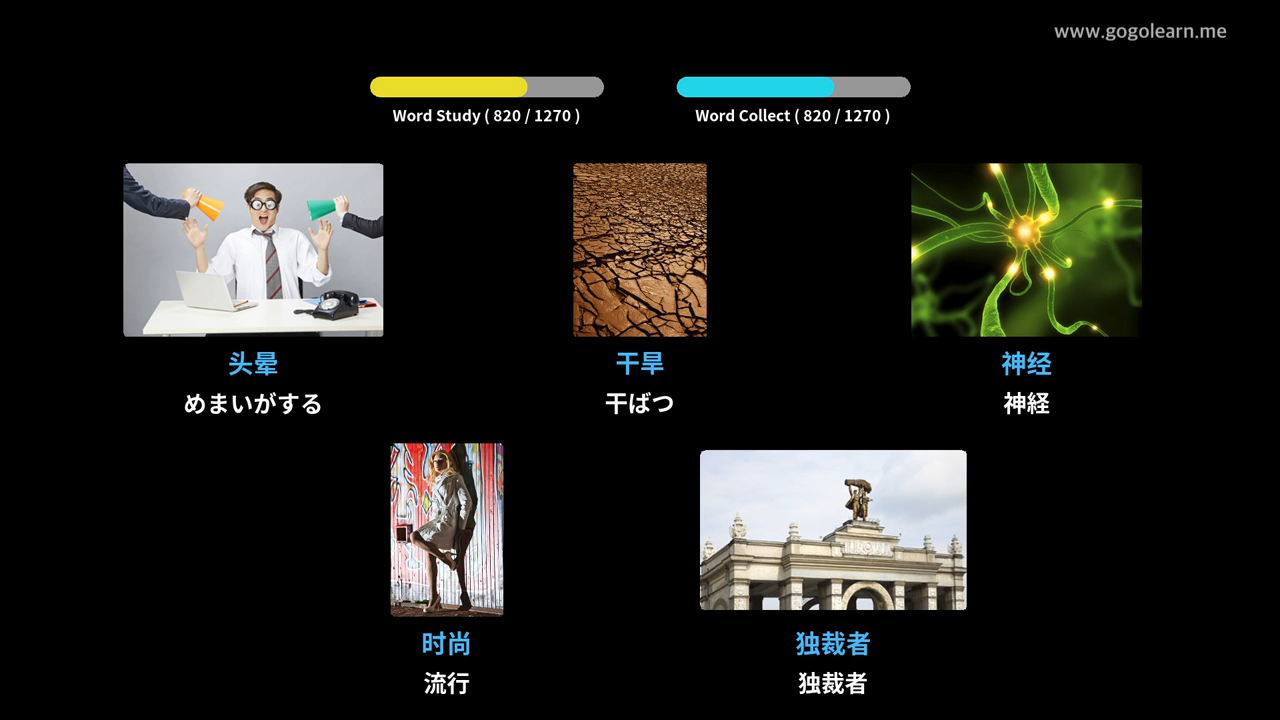 www.gogolearn.me
Word Study ( 820 / 1270 )
Word Collect ( 820 / 1270 )
头晕
めまいがする
干旱
干ばつ
神经
神経
时尚
流行
独裁者
独裁者